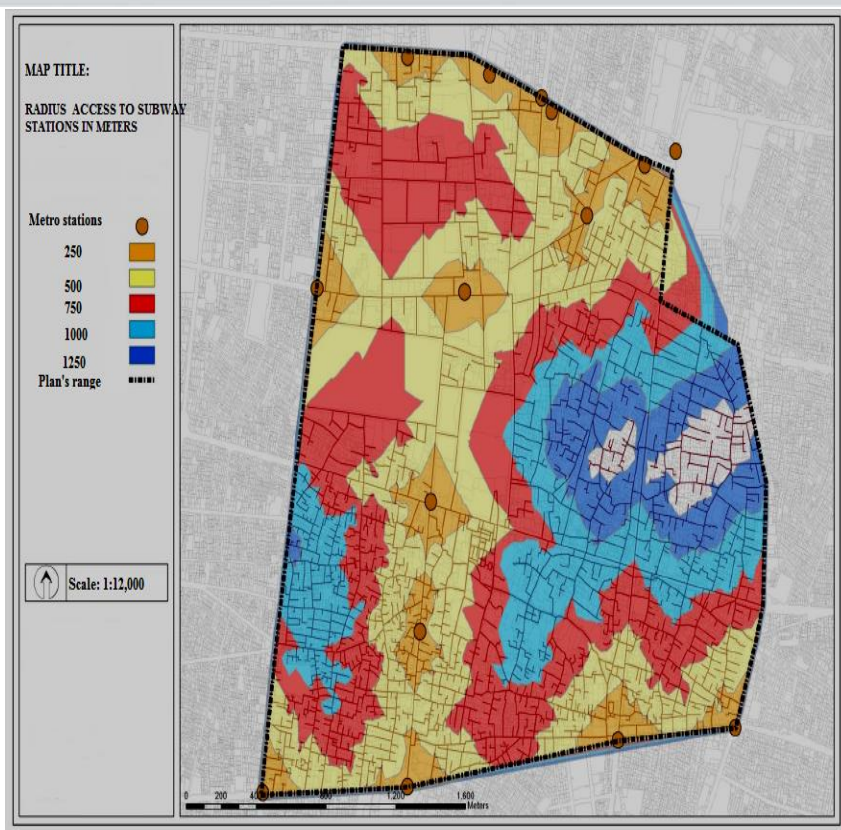 MAP TITLE:
RADIUS ACCESS TO SUBWAY
STATIONS IN METERS
Metro stations
250
500
750
1000
1250
Plan's range
Scale: 1:12,000
0 200 400 800 1,200 1,600
Meters